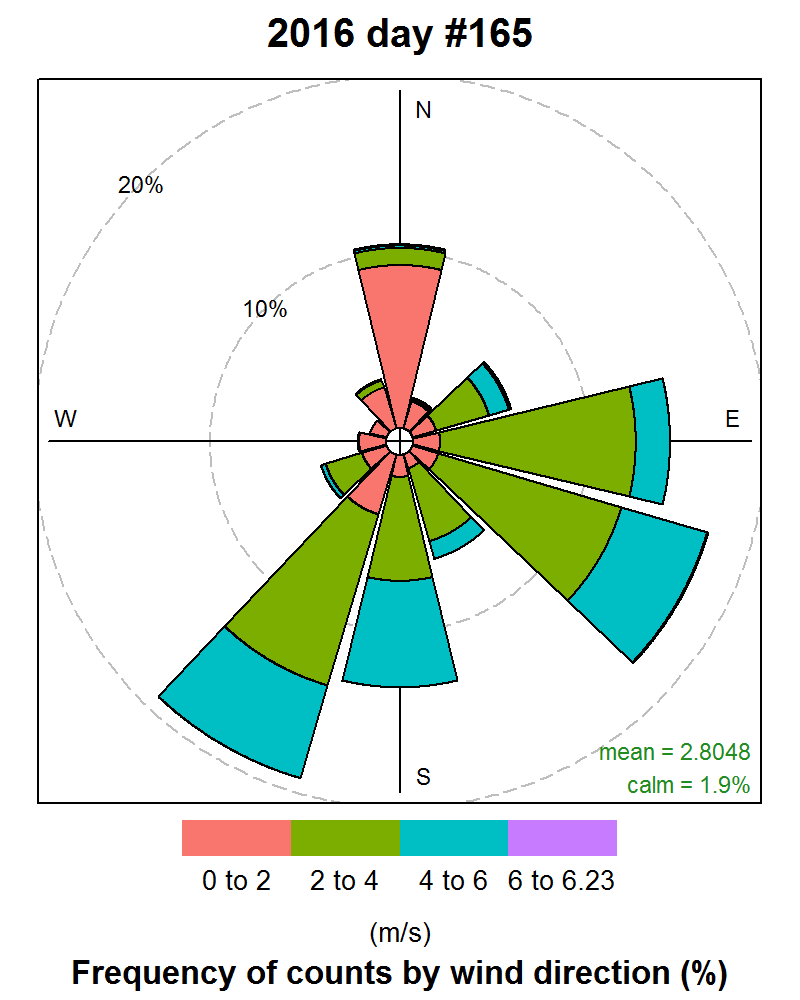 2016 day #165
N
20%
10%
W
E
S
mean = 2.8048
calm = 1.9%
0 to 2 2 to 4 4 to 6 6 to 6.23
(m/s)
Frequency of counts by wind direction (%)